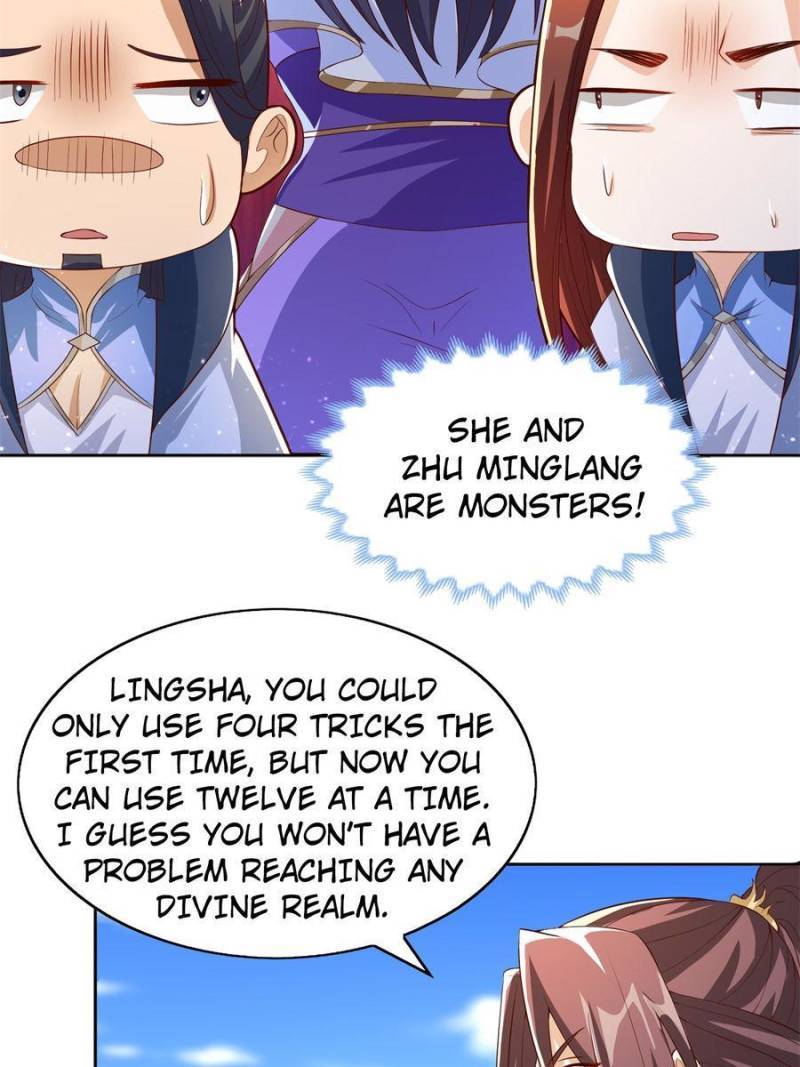 SHE AND
ZHU MINGLANG
ARE MONSTERS!
LINGSHA, YOU COULD
ONLY USE FOUR TRICKS THE
FIRST TIME, BUT NOW YOU
CAN USE TWELVE AT A TIME.
I GUESS YOU WON'T HAVE A
PROBLEM REACHING ANY
DIVINE REALM.